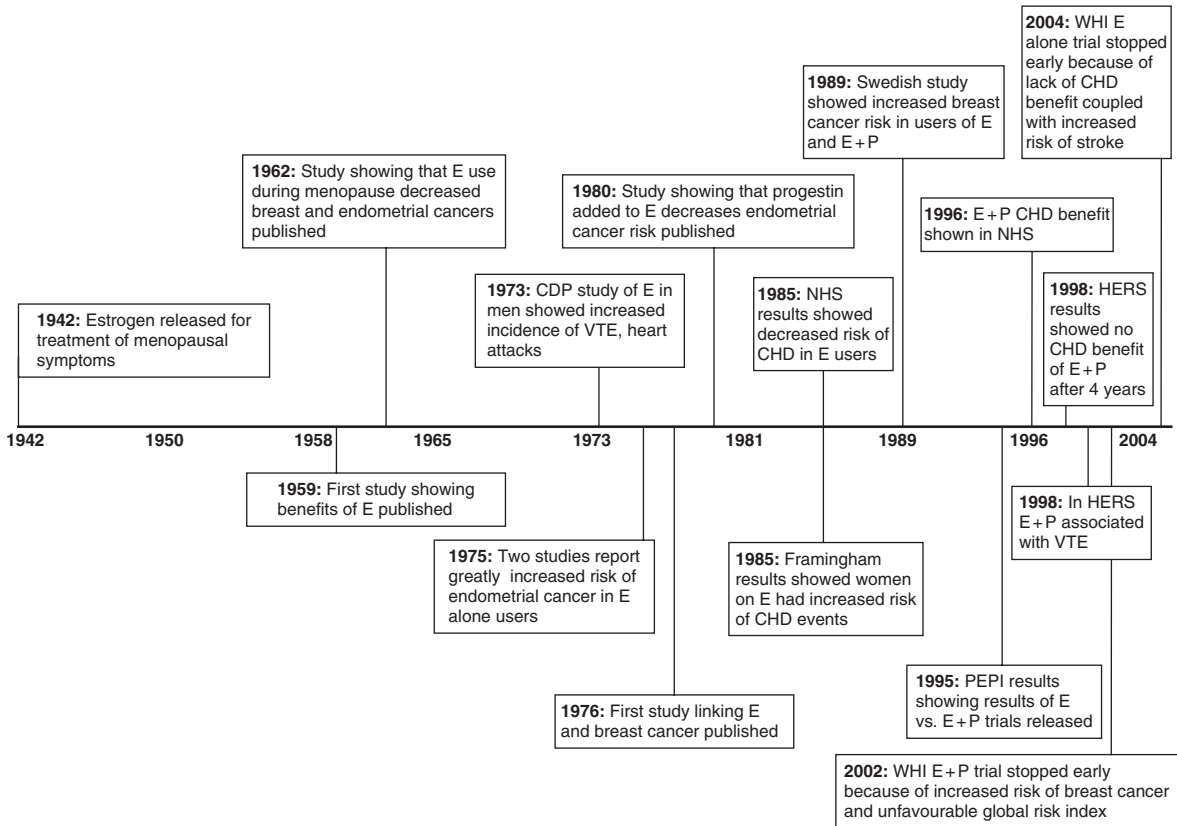 2004: WHI E
alone trial stopped
early because of
lack of CHD
benefit coupled
with increased
risk of stroke
1989: Swedish study
showed increased breast
cancer risk in users of E
and E+P
1962: Study showing that E use
during menopause decreased
breast and endometrial cancers
published
1980: Study showing that progestin
added to E decreases endometrial
cancer risk published
1996: E+P CHD benefit
shown in NHS
1973: CDP study of E in
men showed increased
incidence of VTE, heart
attacks
1985: NHS
results showed
decreased risk of
CHD in E users
1998: HERS
results
showed no
CHD benefit
of E+P
after 4 years
1942: Estrogen released for
treatment of menopausal
symptoms
1942 1950 1958 1965 1973 1981 1989 1996 2004
1959: First study showing
benefits of E published
1998: In HERS
E+P associated
with VTE
1975: Two studies report
greatly increased risk of
endometrial cancer in E
alone users
1985: Framingham
results showed women
on E had increased risk
of CHD events
1995: PEPI results
showing results of E
vs. E+P trials released
1976: First study linking E
and breast cancer published
2002: WHI E+P trial stopped early
because of increased risk of breast cancer
and unfavourable global risk index